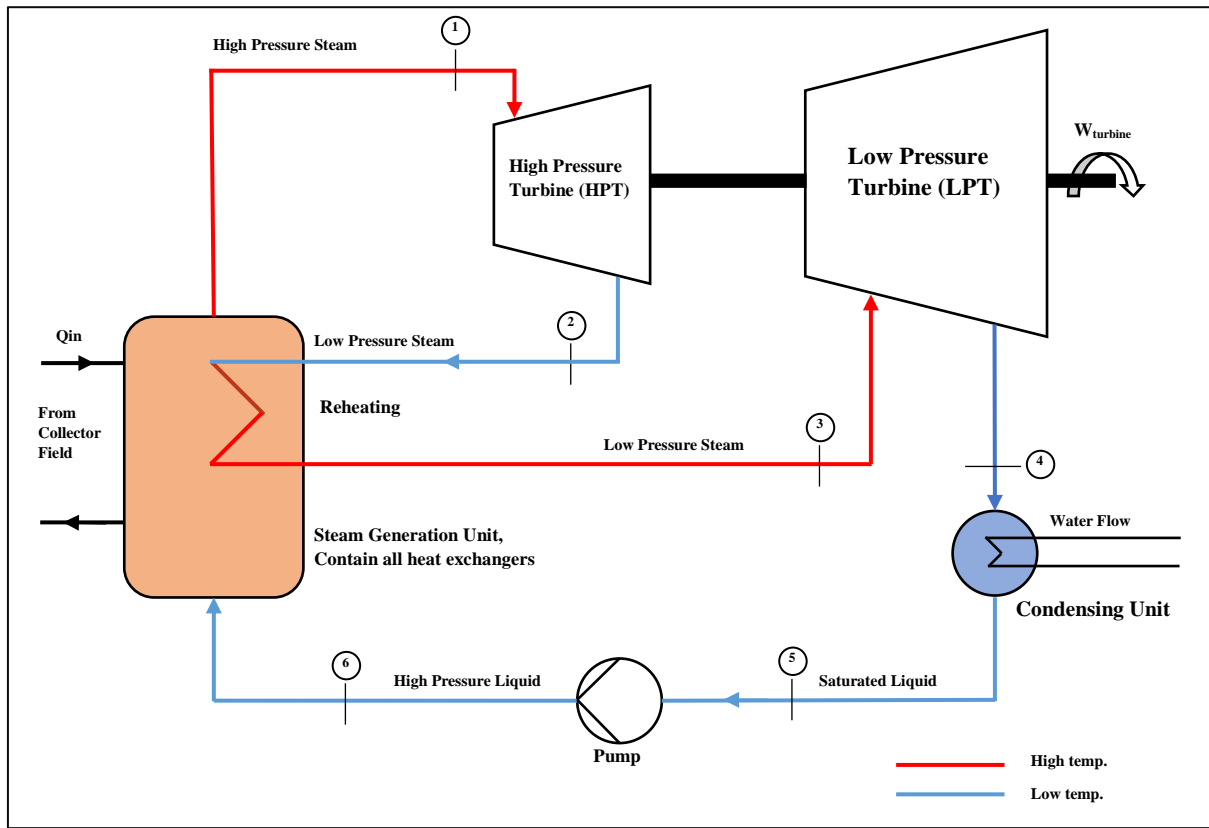 1
High Pressure Steam
W turbine
High Pressure
Turbine (HPT)
Low Pressure
Turbine (LPT)
2
Qin
Low Pressure Steam
From
Collector
Field
Reheating
3
Low Pressure Steam
4
Steam Generation Unit,
Contain all heat exchangers
Water Flow
Condensing Unit
6
High Pressure Liquid
5
Saturated Liquid
Pump
High temp.
Low temp.